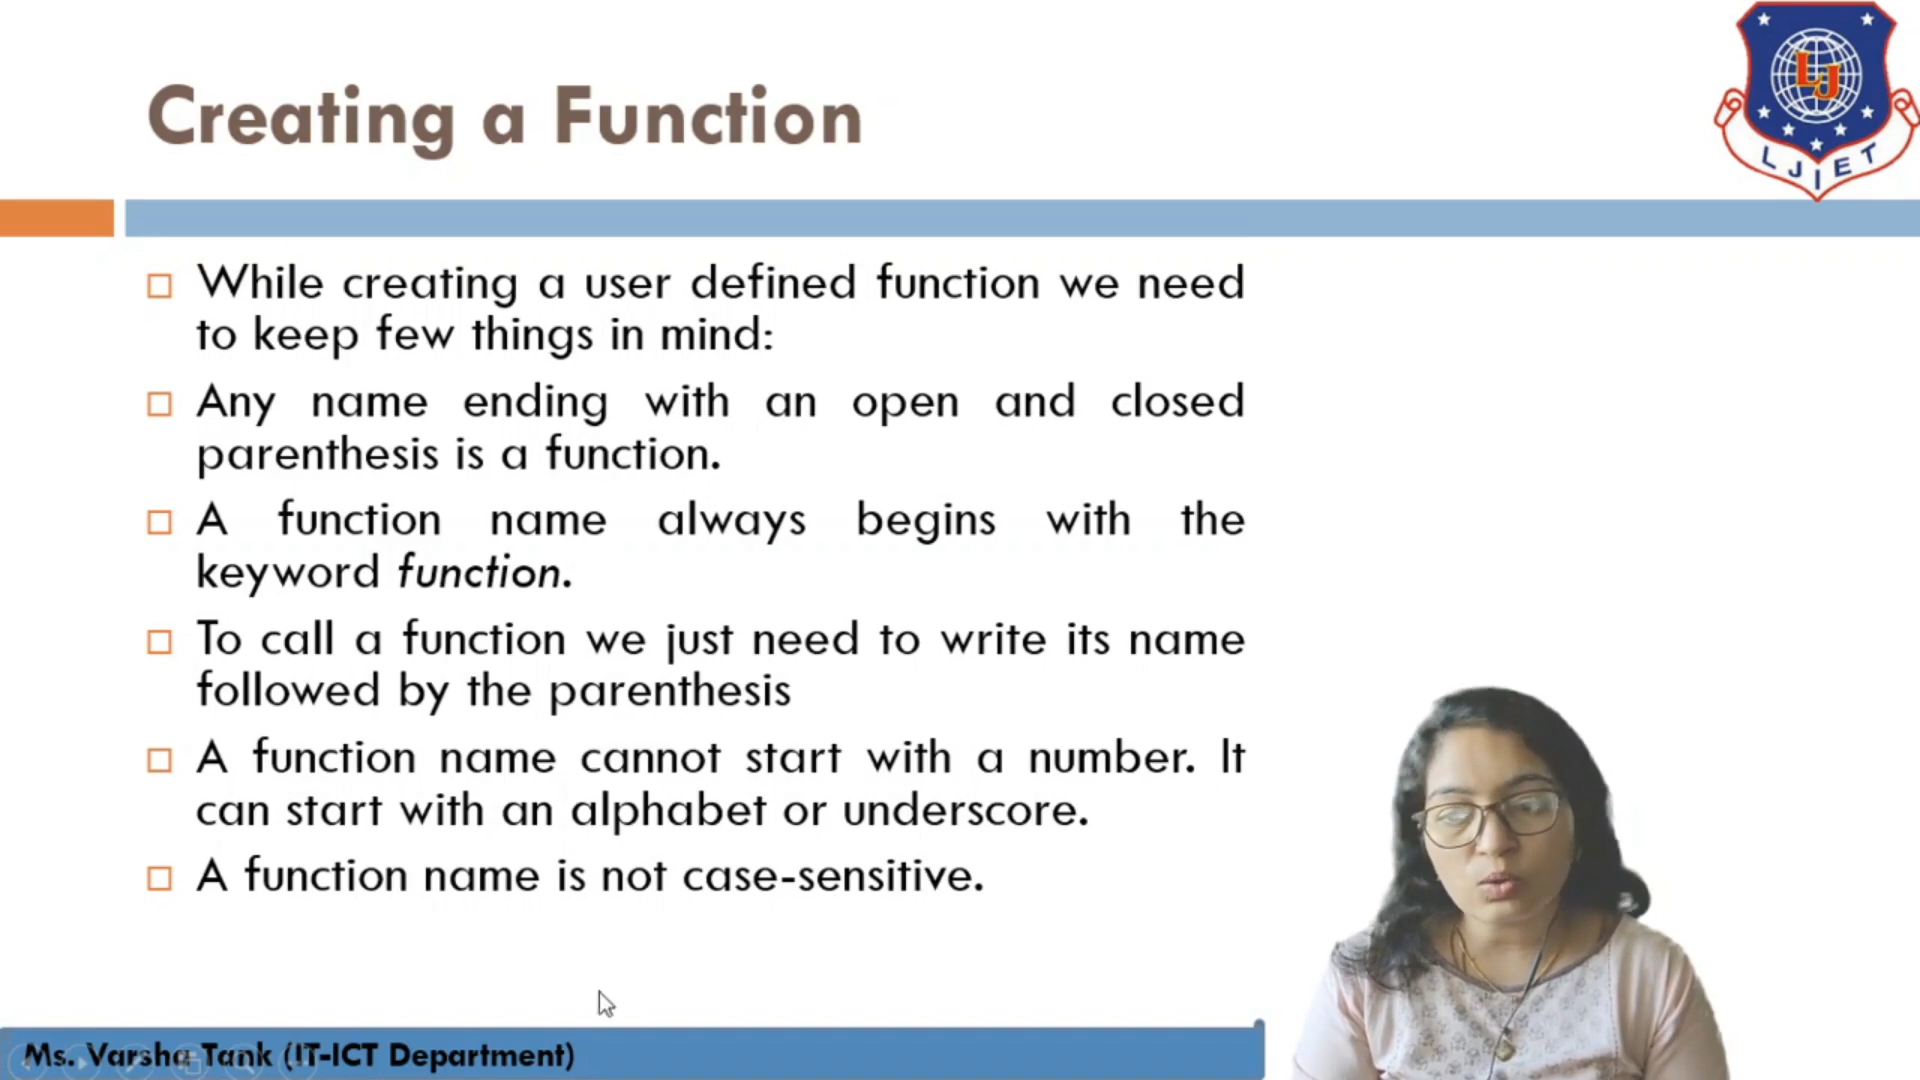 Creating a Function
LJ
LJIET
While creating a user defined function we need
to keep few things in mind:
Any name ending with an open and closed
parenthesis is a function.
A function name always begins with the
keyword function.
To call a function we just need to write its name
followed by the parenthesis
A function name cannot start with a number. It
can start with an alphabet or underscore.
A function name is not case-sensitive.
Ms. Varsha Tank (IT-ICT Department)